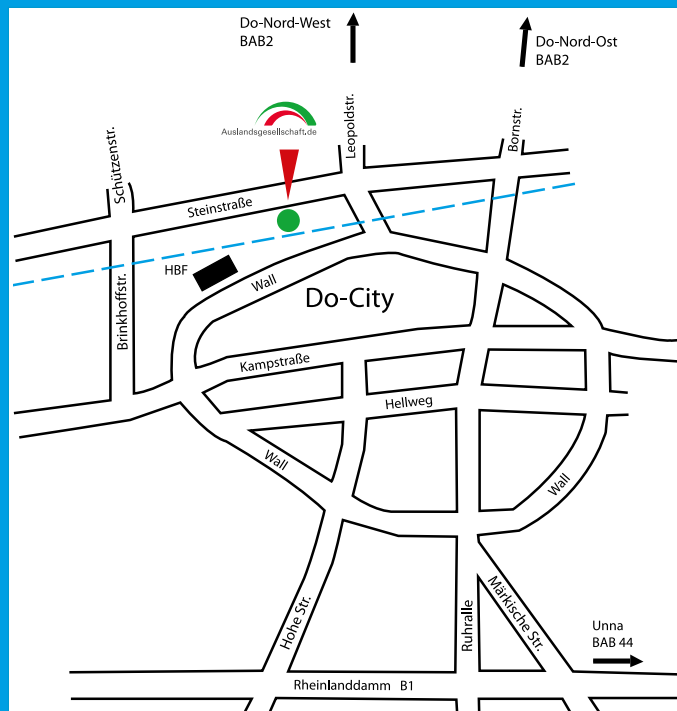 Do-Nord-West
BAB2
Do-Nord-Ost
BAB2
Auslandsgesellschaft.de
Leopoldstr.
Bornstr.
Schützenstr.
Steinstraße
HBF
Wall
Do-City
Brinkhoffstr.
Kampstraße
Hellweg
Wall
Wall
Hohe Str.
Ruhralle
Märkische Str.
Unna
BAB 44
Rheinlanddamm B1